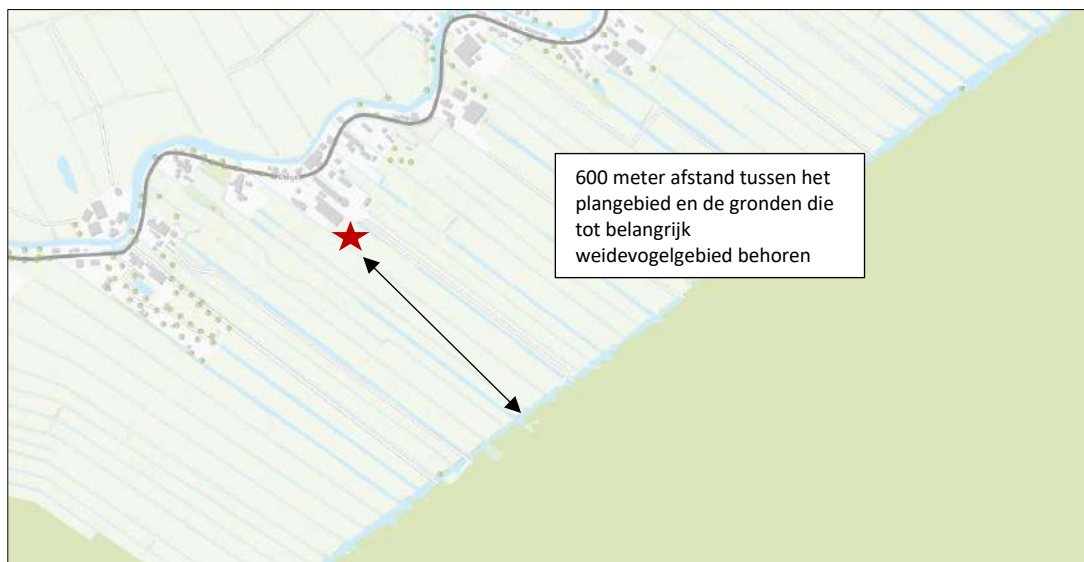 600 meter afstand tussen het
plangebied en de gronden die
tot belangrijk
weidevogelgebied behoren